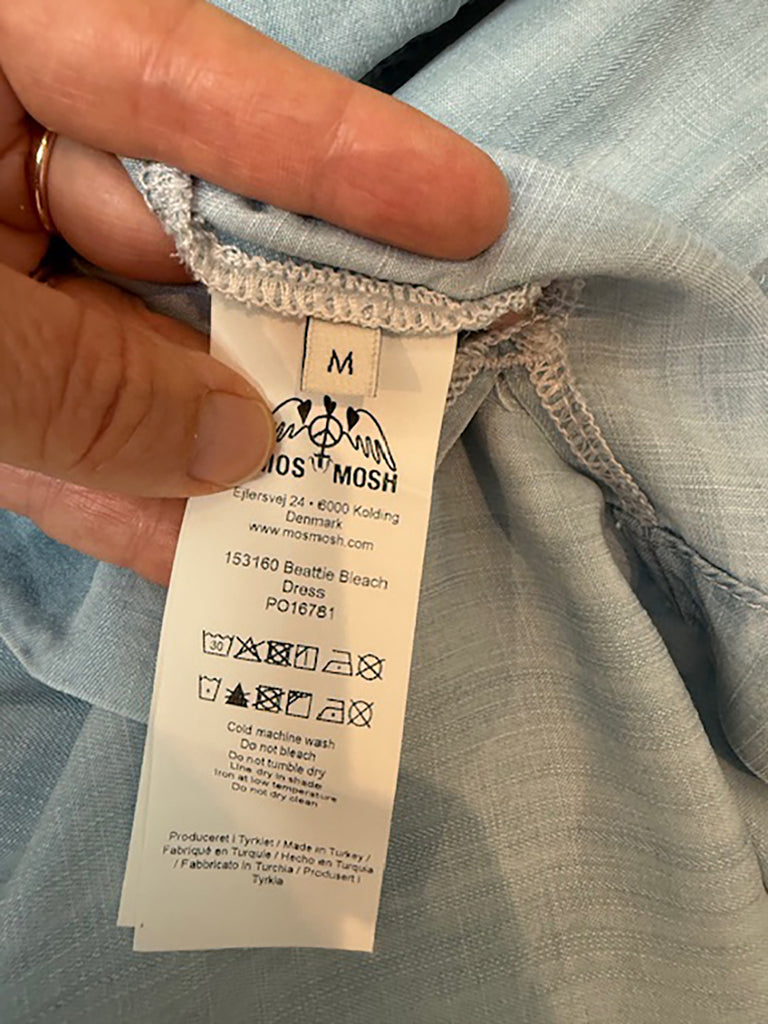 M
MOS MOSH
Ejlersvej 24 • 6000 Kolding
Denmark
www.mosmosh.com
153160 Beattie Bleach
Dress
PO16781
30
Cold machine wash
Do not bleach
Do not tumble dry
Line dry in shade
Iron at low temperature
Do not dry clean
Produceret i Tyrkiet / Made in Turkey /
Fabriqué en Turquie / Hecho en Turquia
/ Fabbricato in Turchia / Produsert i
Tyrkia